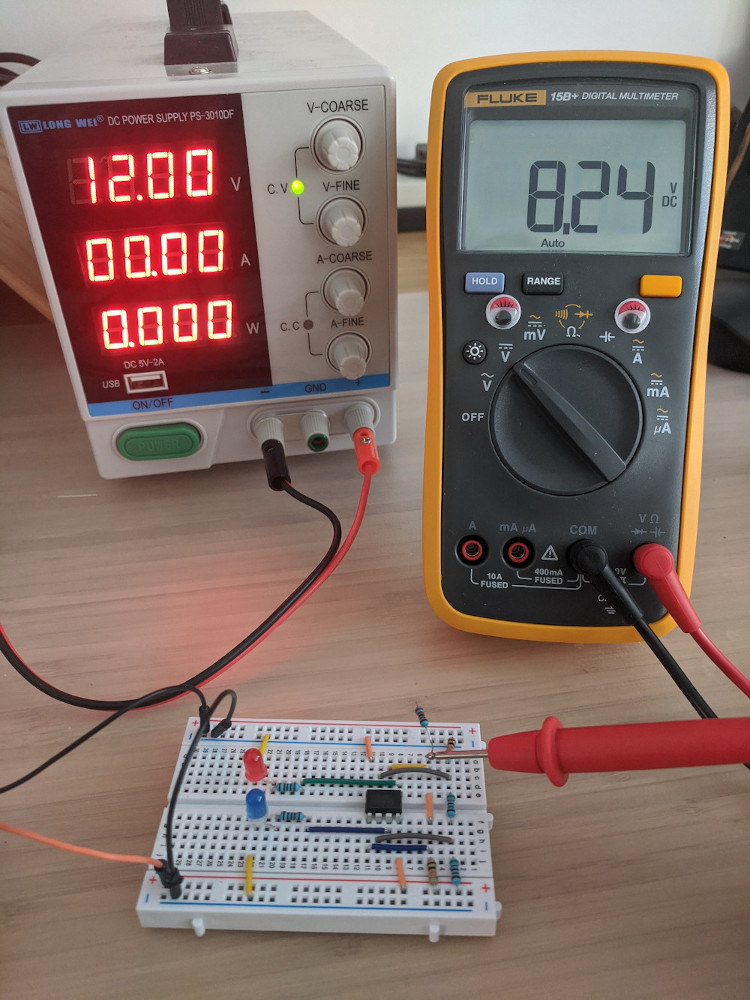 LW LONG WEI® DC POWER SUPPLY PS-3010DF
12.00 V
00.00 A
0.000 W
V-COARSE
C.V
V-FINE
A-COARSE
C.C
A-FINE
DC 5V-2A
USB
ON/OFF
POWER
− GND +
FLUKE 15B+ DIGITAL MULTIMETER
8.24 V DC
Auto
HOLD RANGE
mV Ω
V A
V mA
OFF µA
A mA µA COM V Ω
10A FUSED
400mA FUSED